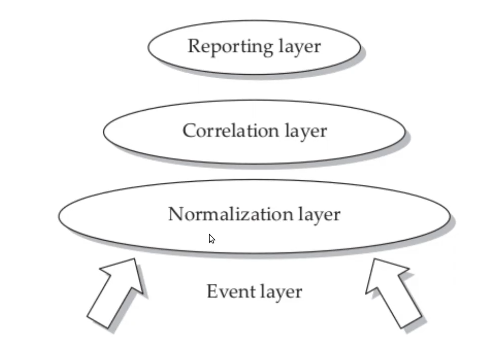 Reporting layer
Correlation layer
Normalization layer
Event layer